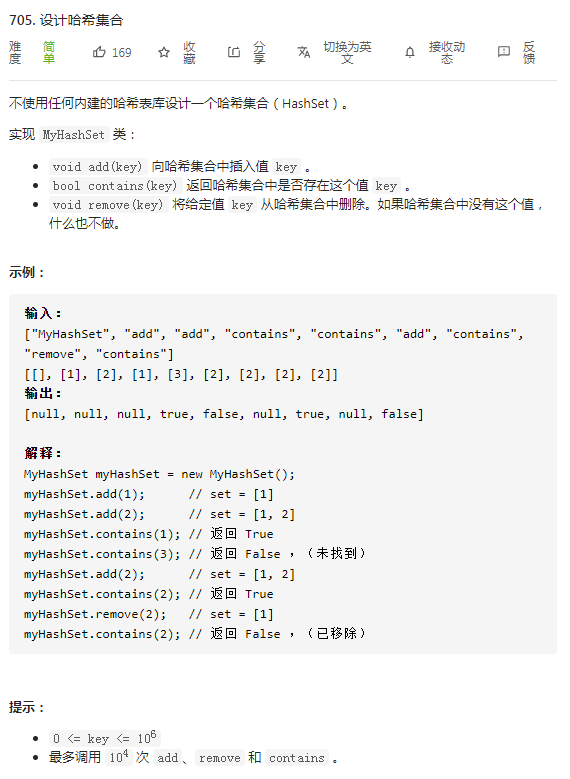 705. 设计哈希集合
难度 简单 169 收藏 分享 切换为英文 接收动态 反馈
不使用任何内建的哈希表库设计一个哈希集合（HashSet）。
实现 MyHashSet 类：
void add(key) 向哈希集合中插入值 key 。
bool contains(key) 返回哈希集合中是否存在这个值 key 。
void remove(key) 将给定值 key 从哈希集合中删除。如果哈希集合中没有这个值，
什么也不做。
示例：
输入：
["MyHashSet", "add", "add", "contains", "contains", "add", "contains",
"remove", "contains"]
[[], [1], [2], [1], [3], [2], [2], [2], [2]]
输出：
[null, null, null, true, false, null, true, null, false]
解释：
MyHashSet myHashSet = new MyHashSet();
myHashSet.add(1);      // set = [1]
myHashSet.add(2);      // set = [1, 2]
myHashSet.contains(1); // 返回 True
myHashSet.contains(3); // 返回 False ，（未找到）
myHashSet.add(2);      // set = [1, 2]
myHashSet.contains(2); // 返回 True
myHashSet.remove(2);   // set = [1]
myHashSet.contains(2); // 返回 False ，（已移除）
提示：
0 <= key <= 10⁶
最多调用 10⁴ 次 add 、 remove 和 contains 。